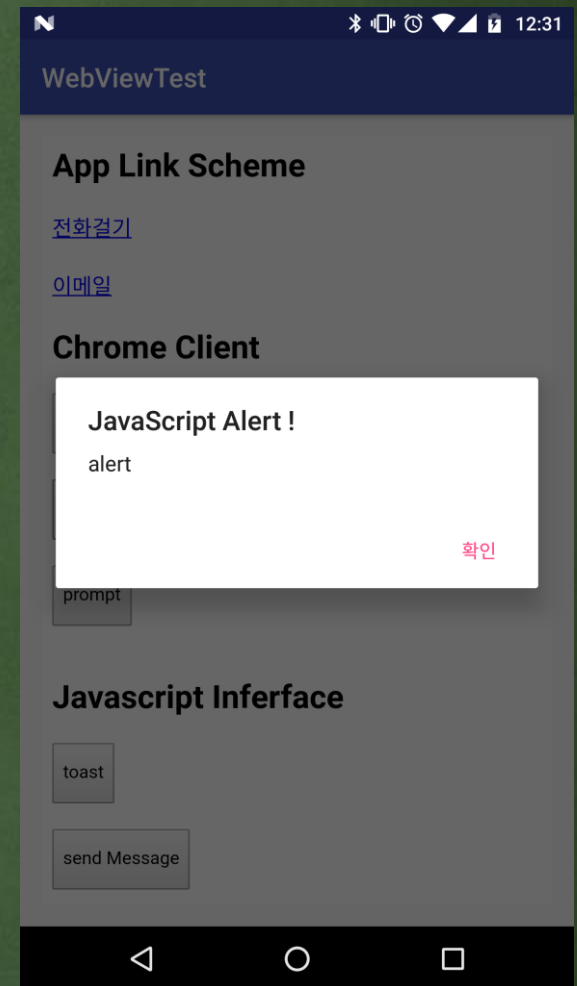 12:31
WebViewTest
App Link Scheme
전화걸기
이메일
Chrome Client
JavaScript Alert !
alert
확인
prompt
Javascript Inferface
toast
send Message